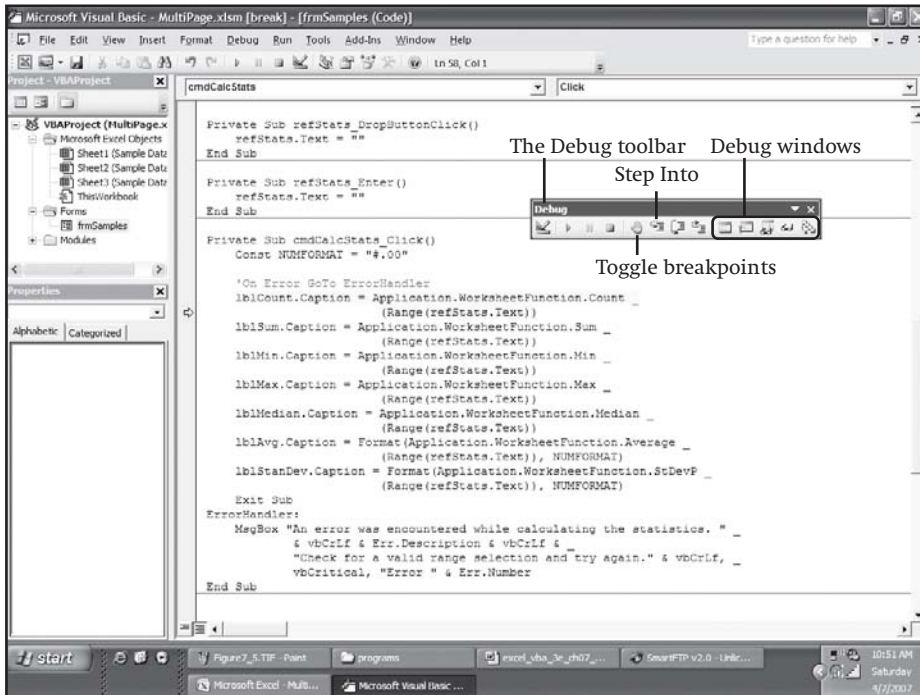 Microsoft Visual Basic - MultiPage.xlsm [break] - [frmSamples (Code)]
File Edit View Insert Format Debug Run Tools Add-Ins Window Help
Type a question for help
Ln 58, Col 1
Project - VBAProject
cmdCalcStats
Click
VBAProject (MultiPage.x
Microsoft Excel Objects
Sheet1 (Sample Data
Sheet2 (Sample Data
Sheet3 (Sample Data
ThisWorkbook
Forms
frmSamples
Modules
Properties
Alphabetic Categorized
Private Sub refStats_DropButtonClick()
refStats.Text = ""
End Sub
Private Sub refStats_Enter()
refStats.Text = ""
End Sub
The Debug toolbar
Debug windows
Step Into
Debug
Toggle breakpoints
Private Sub cmdCalcStats_Click()
Const NUMFORMAT = "#.00"
'On Error GoTo ErrorHandler
lblCount.Caption = Application.WorksheetFunction.Count _
(Range(refStats.Text))
lblSum.Caption = Application.WorksheetFunction.Sum _
(Range(refStats.Text))
lblMin.Caption = Application.WorksheetFunction.Min _
(Range(refStats.Text))
lblMax.Caption = Application.WorksheetFunction.Max _
(Range(refStats.Text))
lblMedian.Caption = Application.WorksheetFunction.Median _
(Range(refStats.Text))
lblAvg.Caption = Format(Application.WorksheetFunction.Average _
(Range(refStats.Text)), NUMFORMAT)
lblStanDev.Caption = Format(Application.WorksheetFunction.StDevP _
(Range(refStats.Text)), NUMFORMAT)
Exit Sub
ErrorHandler:
MsgBox "An error was encountered while calculating the statistics. " _
& vbCrLf & Err.Description & vbCrLf & _
"Check for a valid range selection and try again." & vbCrLf, _
vbCritical, "Error " & Err.Number
End Sub
start
Figure7_5.TIF - Paint
programs
excel_vba_3e_ch07_...
SmartFTP v2.0 - Unlic...
Microsoft Excel - Multi...
Microsoft Visual Basic ...
10:51 AM
Saturday
4/7/2007